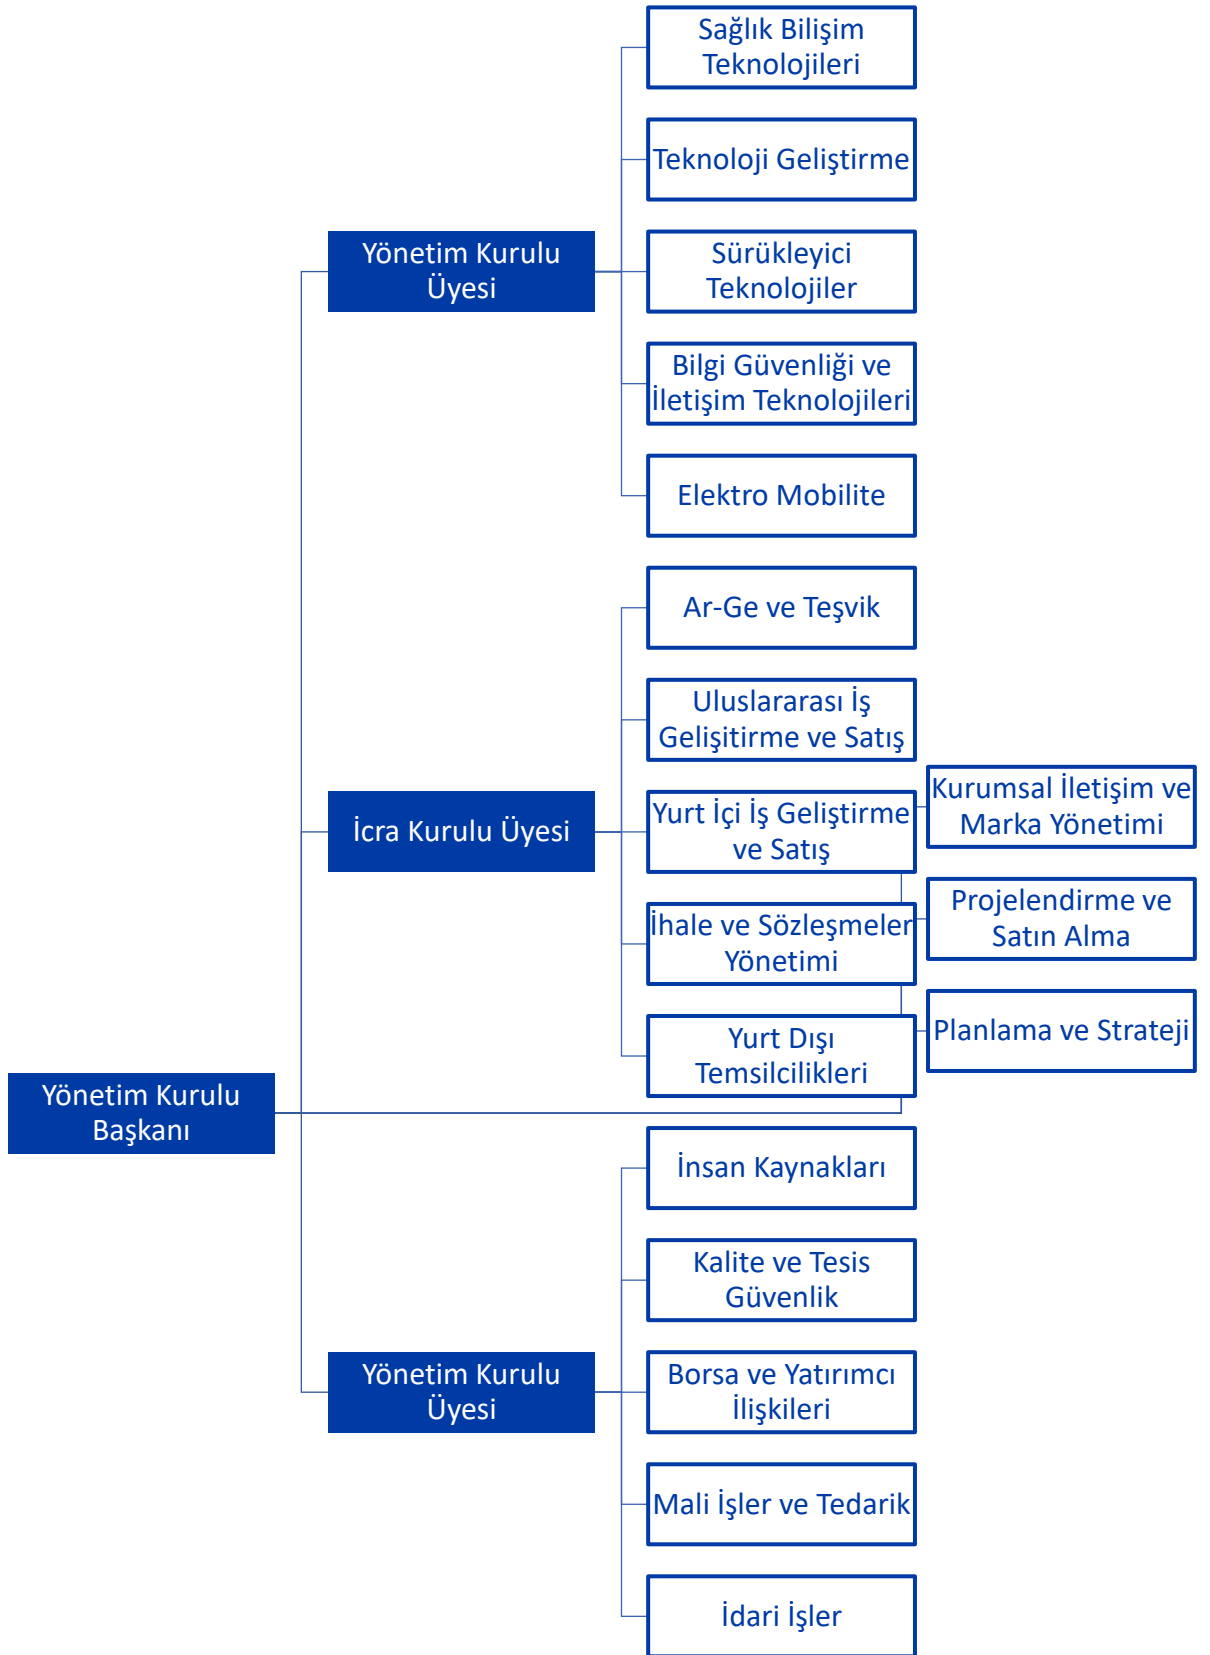 Sağlık Bilişim
Teknolojileri
Teknoloji Geliştirme
Yönetim Kurulu
Üyesi
Sürükleyici
Teknolojiler
Bilgi Güvenliği ve
İletişim Teknolojileri
Elektro Mobilite
Ar-Ge ve Teşvik
Uluslararası İş
Gelişitirme ve Satış
İcra Kurulu Üyesi
Yurt İçi İş Geliştirme
ve Satış
Kurumsal İletişim ve
Marka Yönetimi
İhale ve Sözleşmeler
Yönetimi
Projelendirme ve
Satın Alma
Yurt Dışı
Temsilcilikleri
Planlama ve Strateji
Yönetim Kurulu
Başkanı
İnsan Kaynakları
Kalite ve Tesis
Güvenlik
Yönetim Kurulu
Üyesi
Borsa ve Yatırımcı
İlişkileri
Mali İşler ve Tedarik
İdari İşler